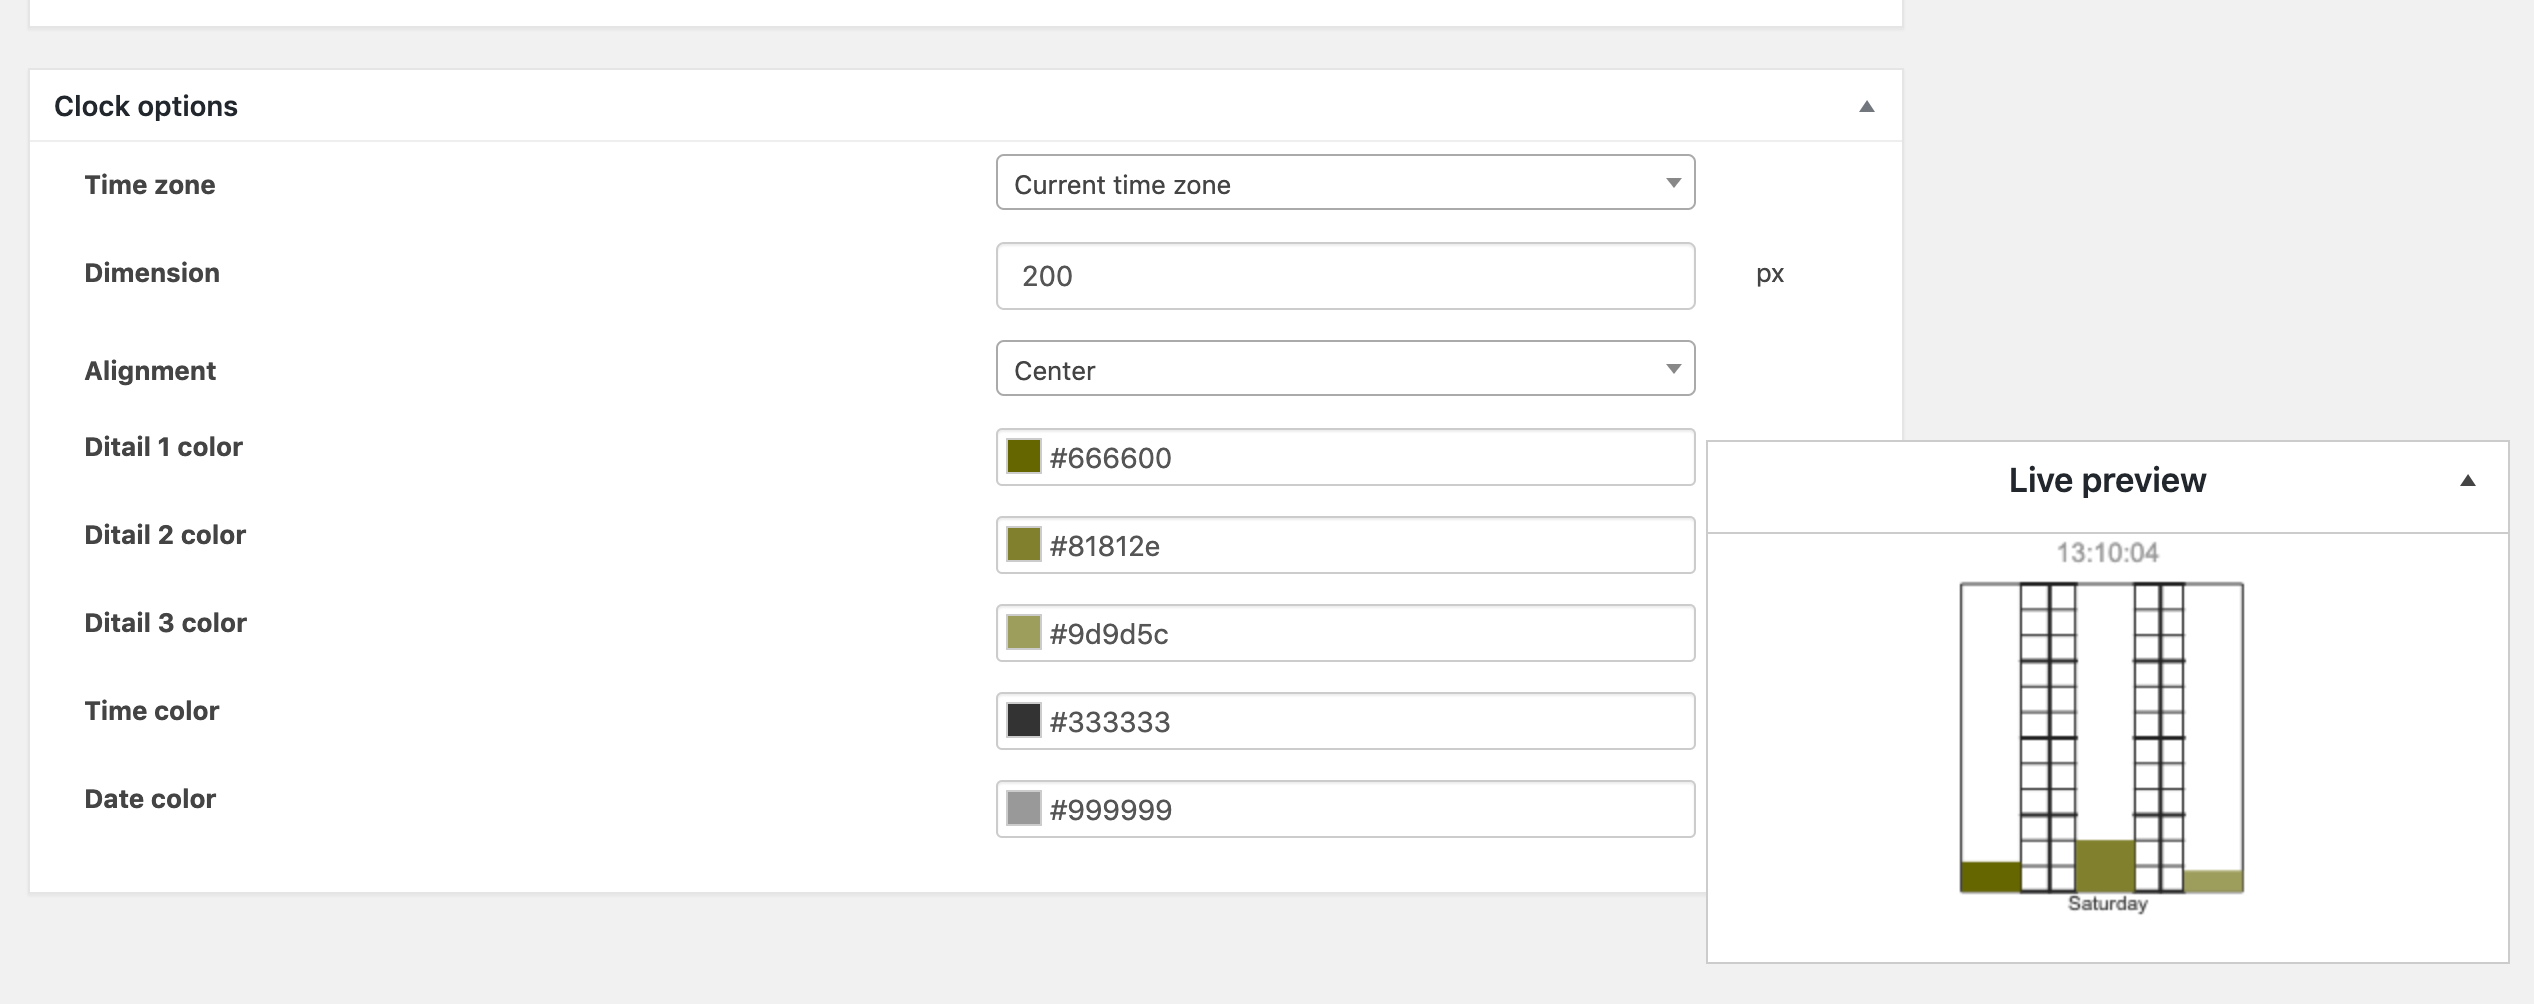 Clock options
Time zone
Current time zone
Dimension
200
px
Alignment
Center
Ditail 1 color
#666600
Ditail 2 color
#81812e
Ditail 3 color
#9d9d5c
Time color
#333333
Date color
#999999
Live preview
13:10:04
Saturday